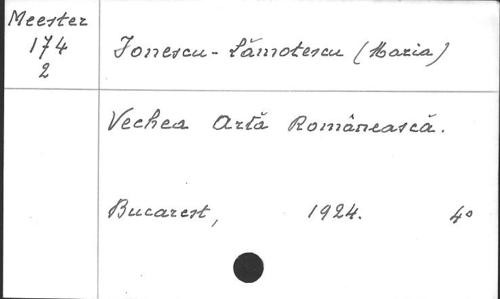 Meester
174
2
Ionescu-Lămotescu (Maria)
Vechea Artă Românească.
Bucarest, 1924. 4°